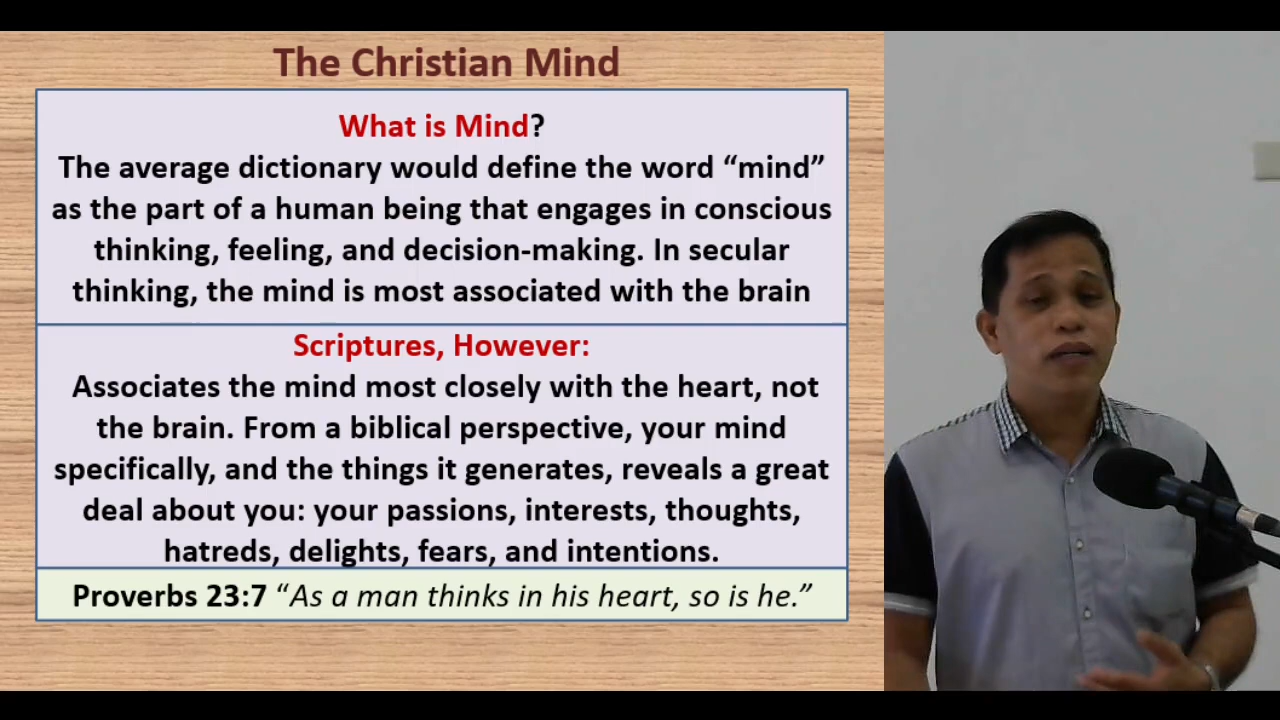 The Christian Mind
What is Mind?
The average dictionary would define the word “mind”
as the part of a human being that engages in conscious
thinking, feeling, and decision-making. In secular
thinking, the mind is most associated with the brain
Scriptures, However:
Associates the mind most closely with the heart, not
the brain. From a biblical perspective, your mind
specifically, and the things it generates, reveals a great
deal about you: your passions, interests, thoughts,
hatreds, delights, fears, and intentions.
Proverbs 23:7 “As a man thinks in his heart, so is he.”